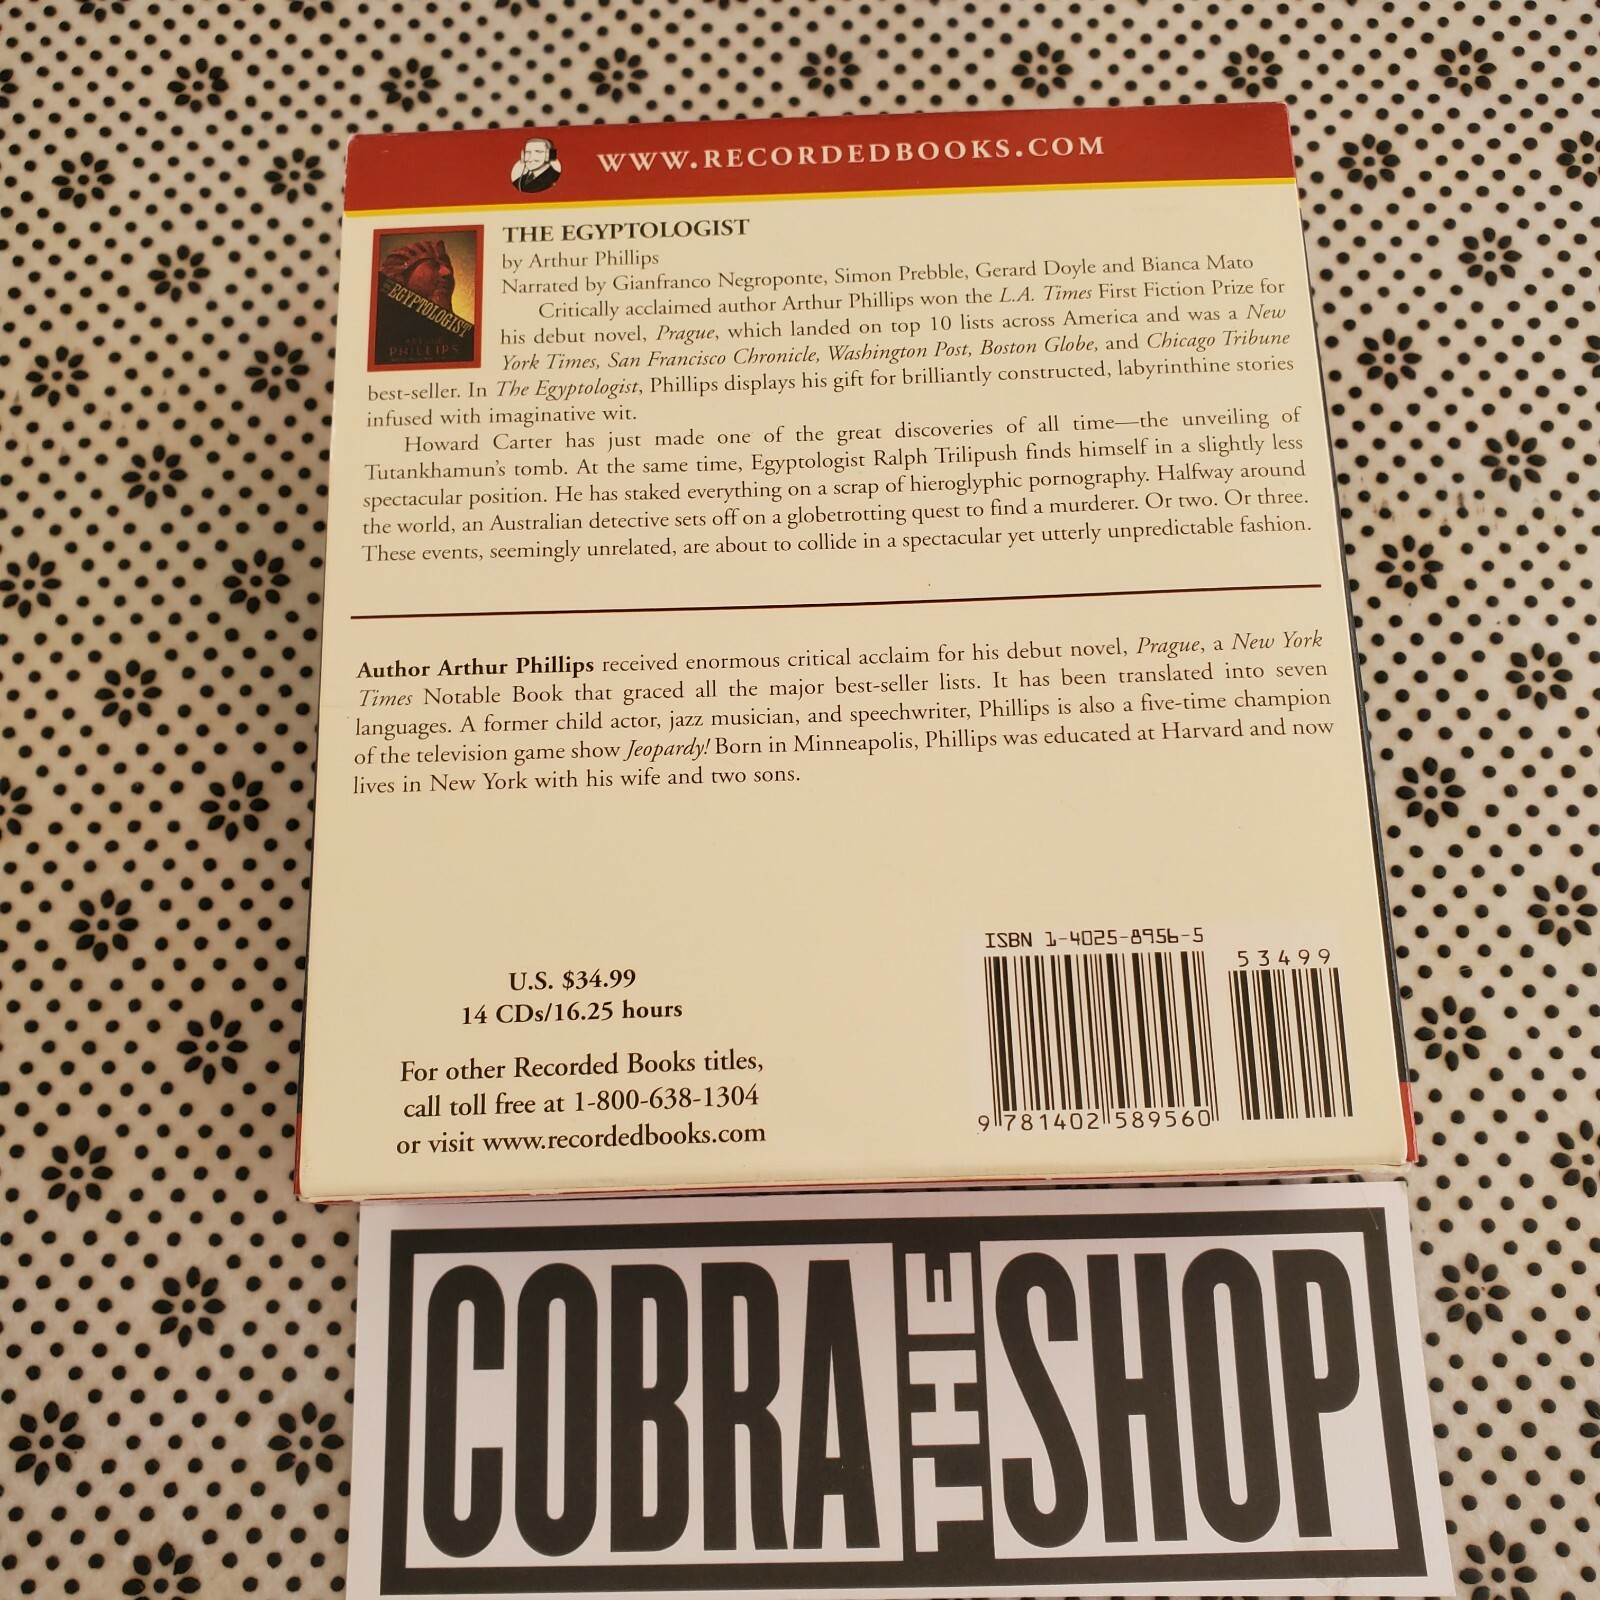 WWW.RECORDEDBOOKS.COM
THE EGYPTOLOGIST
by Arthur Phillips
Narrated by Gianfranco Negroponte, Simon Prebble, Gerard Doyle and Bianca Mato
Critically acclaimed author Arthur Phillips won the L.A. Times First Fiction Prize for
his debut novel, Prague, which landed on top 10 lists across America and was a New
York Times, San Francisco Chronicle, Washington Post, Boston Globe, and Chicago Tribune
best-seller. In The Egyptologist, Phillips displays his gift for brilliantly constructed, labyrinthine stories
infused with imaginative wit.
EGYPTOLOGIST
PHILLIPS
Howard Carter has just made one of the great discoveries of all time—the unveiling of
Tutankhamun's tomb. At the same time, Egyptologist Ralph Trilipush finds himself in a slightly less
spectacular position. He has staked everything on a scrap of hieroglyphic pornography. Halfway around
the world, an Australian detective sets off on a globetrotting quest to find a murderer. Or two. Or three.
These events, seemingly unrelated, are about to collide in a spectacular yet utterly unpredictable fashion.
Author Arthur Phillips received enormous critical acclaim for his debut novel, Prague, a New York
Times Notable Book that graced all the major best-seller lists. It has been translated into seven
languages. A former child actor, jazz musician, and speechwriter, Phillips is also a five-time champion
of the television game show Jeopardy! Born in Minneapolis, Phillips was educated at Harvard and now
lives in New York with his wife and two sons.
U.S. $34.99
14 CDs/16.25 hours
For other Recorded Books titles,
call toll free at 1-800-638-1304
or visit www.recordedbooks.com
ISBN 1-4025-8956-5
53499
9 781402 589560
COBRA THE SHOP